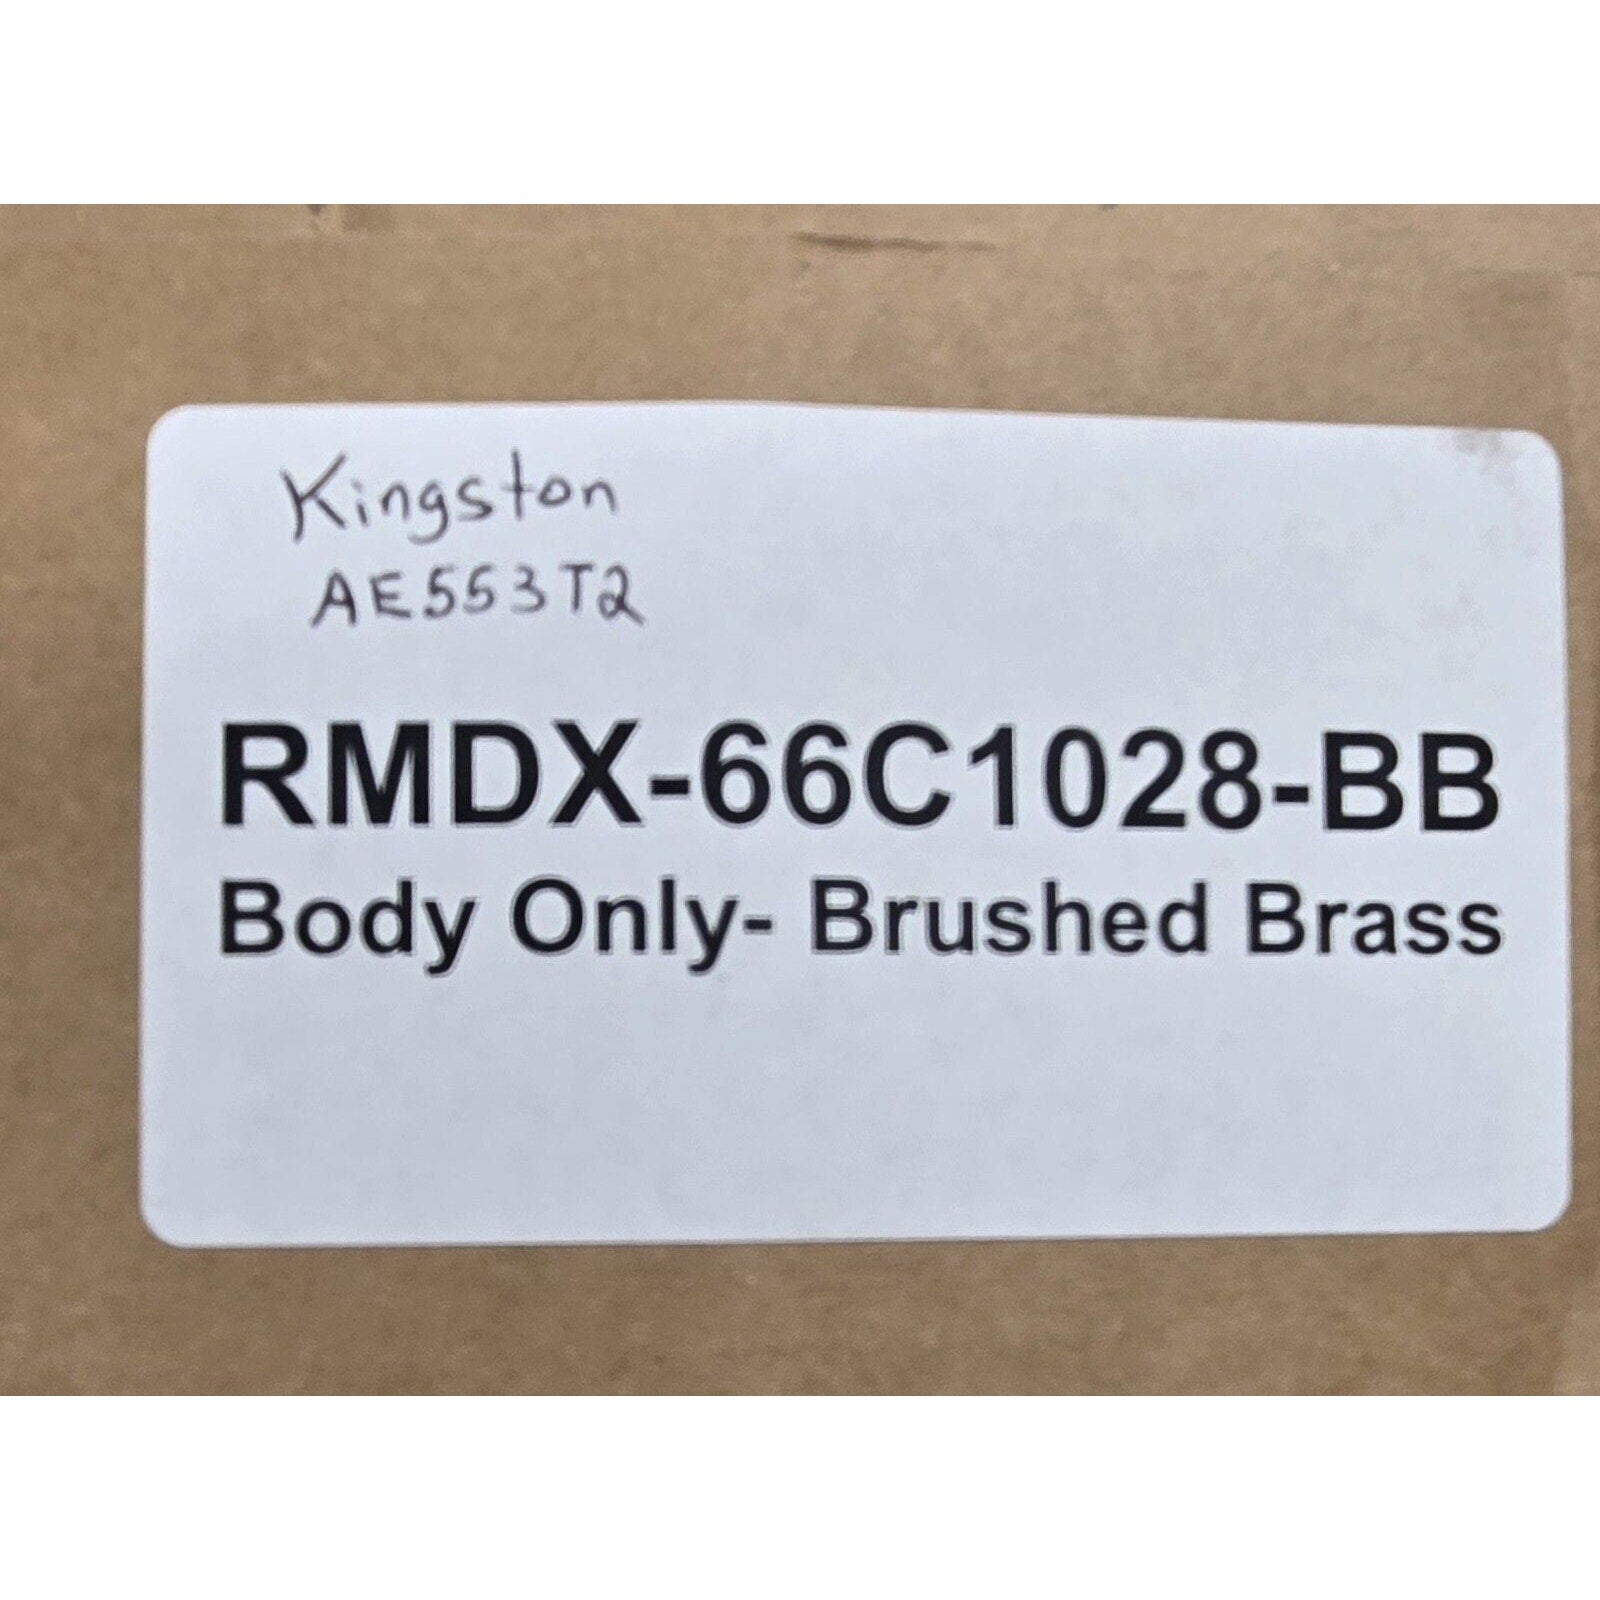 Kingston
AE553T2
RMDX-66C1028-BB
Body Only- Brushed Brass